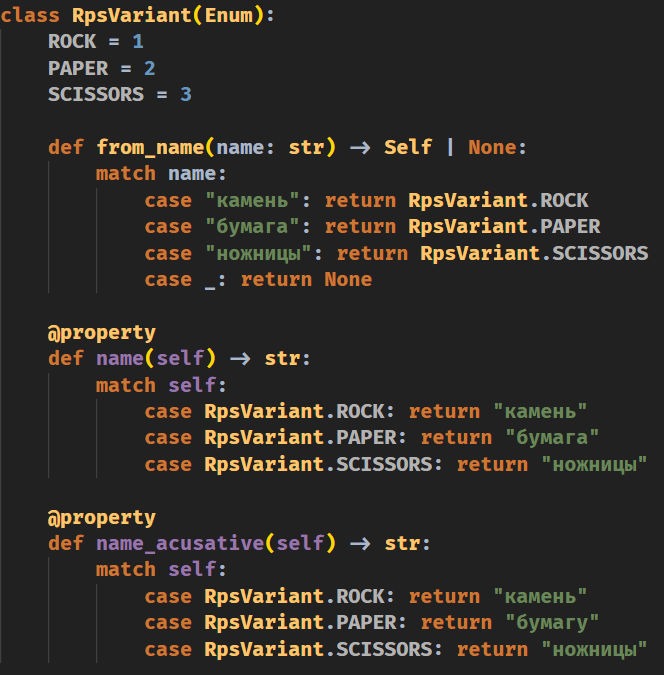 class RpsVariant(Enum):
    ROCK = 1
    PAPER = 2
    SCISSORS = 3

    def from_name(name: str) -> Self | None:
        match name:
            case "камень": return RpsVariant.ROCK
            case "бумага": return RpsVariant.PAPER
            case "ножницы": return RpsVariant.SCISSORS
            case _: return None

    @property
    def name(self) -> str:
        match self:
            case RpsVariant.ROCK: return "камень"
            case RpsVariant.PAPER: return "бумага"
            case RpsVariant.SCISSORS: return "ножницы"

    @property
    def name_acusative(self) -> str:
        match self:
            case RpsVariant.ROCK: return "камень"
            case RpsVariant.PAPER: return "бумагу"
            case RpsVariant.SCISSORS: return "ножницы"